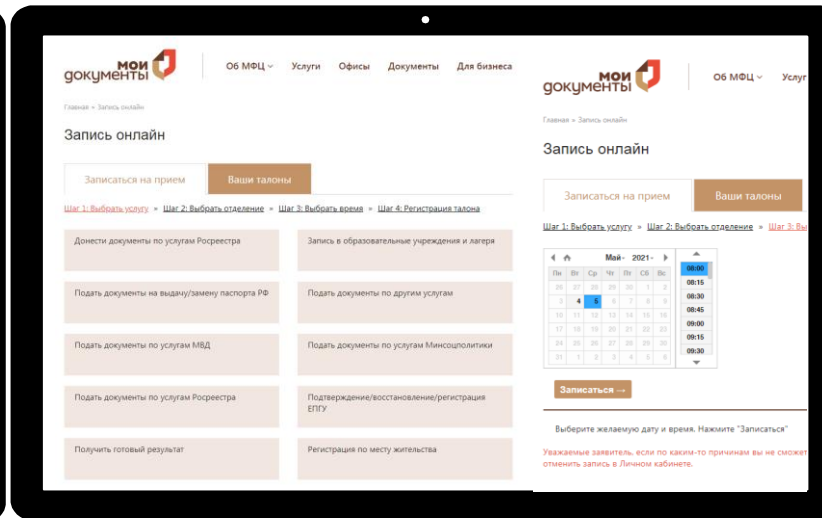 мои
документы
Об МФЦ Услуги Офисы Документы Для бизнеса
Главная » Запись онлайн
Запись онлайн
Записаться на прием Ваши талоны
Шаг 1: Выбрать услугу » Шаг 2: Выбрать отделение » Шаг 3: Выбрать время » Шаг 4: Регистрация талона
Донести документы по услугам Росреестра
Запись в образовательные учреждения и лагеря
Подать документы на выдачу/замену паспорта РФ
Подать документы по другим услугам
Подать документы по услугам МВД
Подать документы по услугам Минсоцполитики
Подать документы по услугам Росреестра
Подтверждение/восстановление/регистрация
ЕПГУ
Получить готовый результат
Регистрация по месту жительства
мои
документы
Об МФЦ Услуг
Главная » Запись онлайн
Запись онлайн
Записаться на прием Ваши талоны
Шаг 1: Выбрать услугу » Шаг 2: Выбрать отделение » Шаг 3: Вы
Май 2021
Пн Вт Ср Чт Пт Сб Вс
26 27 28 29 30 1 2
3 4 5 6 7 8 9
10 11 12 13 14 15 16
17 18 19 20 21 22 23
24 25 26 27 28 29 30
31 1 2 3 4 5 6
08:00
08:15
08:30
08:45
09:00
09:15
09:30
Записаться →
Выберите желаемую дату и время. Нажмите "Записаться"
Уважаемые заявитель, если по каким-то причинам вы не сможет
отменить запись в Личном кабинете.